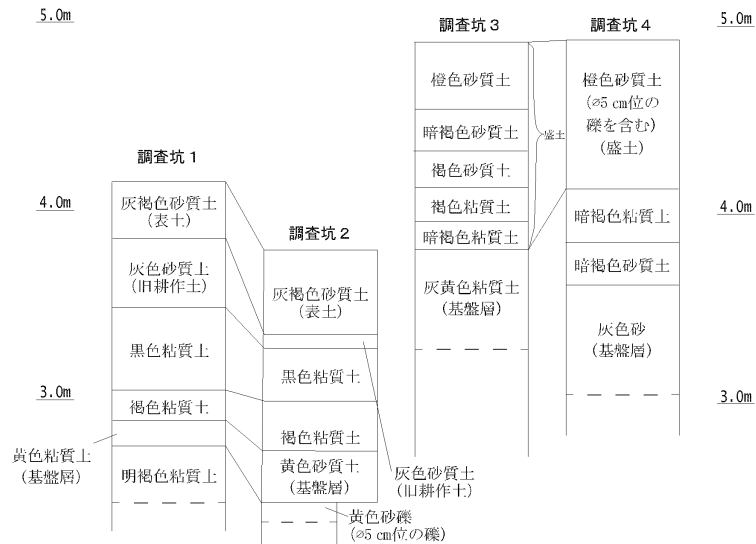 5.0m
4.0m
3.0m
調査坑1
灰褐色砂質土
(表土)
灰色砂質土
(旧耕作土)
黒色粘質土
褐色粘質土
黄色粘質土
(基盤層)
明褐色粘質土
調査坑2
灰褐色砂質土
(表土)
黒色粘質土
褐色粘質土
黄色砂質土
(基盤層)
灰色砂質土
(旧耕作土)
黄色砂礫
(⌀5 cm位の礫)
調査坑3
橙色砂質土
暗褐色砂質土
褐色砂質土
褐色粘質土
暗褐色粘質土
盛土
灰黄色粘質土
(基盤層)
調査坑4
橙色砂質土
(⌀5 cm位の
礫を含む)
(盛土)
暗褐色粘質土
暗褐色砂質土
灰色砂
(基盤層)
5.0m
4.0m
3.0m